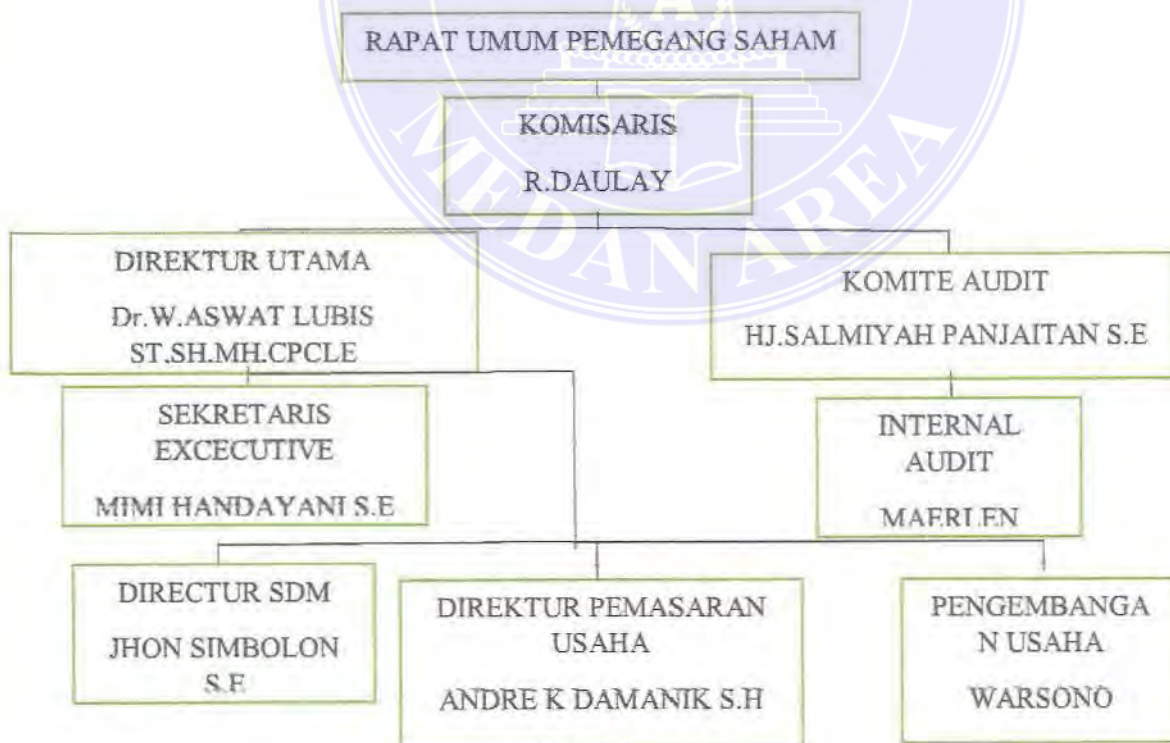 RAPAT UMUM PEMEGANG SAHAM
KOMISARIS
R.DAULAY
MEDAN AREA
DIREKTUR UTAMA
Dr.W.ASWAT LUBIS
ST.SH.MH.CPCLE
KOMITE AUDIT
HJ.SALMIYAH PANJAITAN S.E
SEKRETARIS
EXCECUTIVE
MIMI HANDAYANI S.E
INTERNAL
AUDIT
MAERLEN
DIRECTUR SDM
JHON SIMBOLON
S.E
DIREKTUR PEMASARAN
USAHA
ANDRE K DAMANIK S.H
PENGEMBANGA
N USAHA
WARSONO